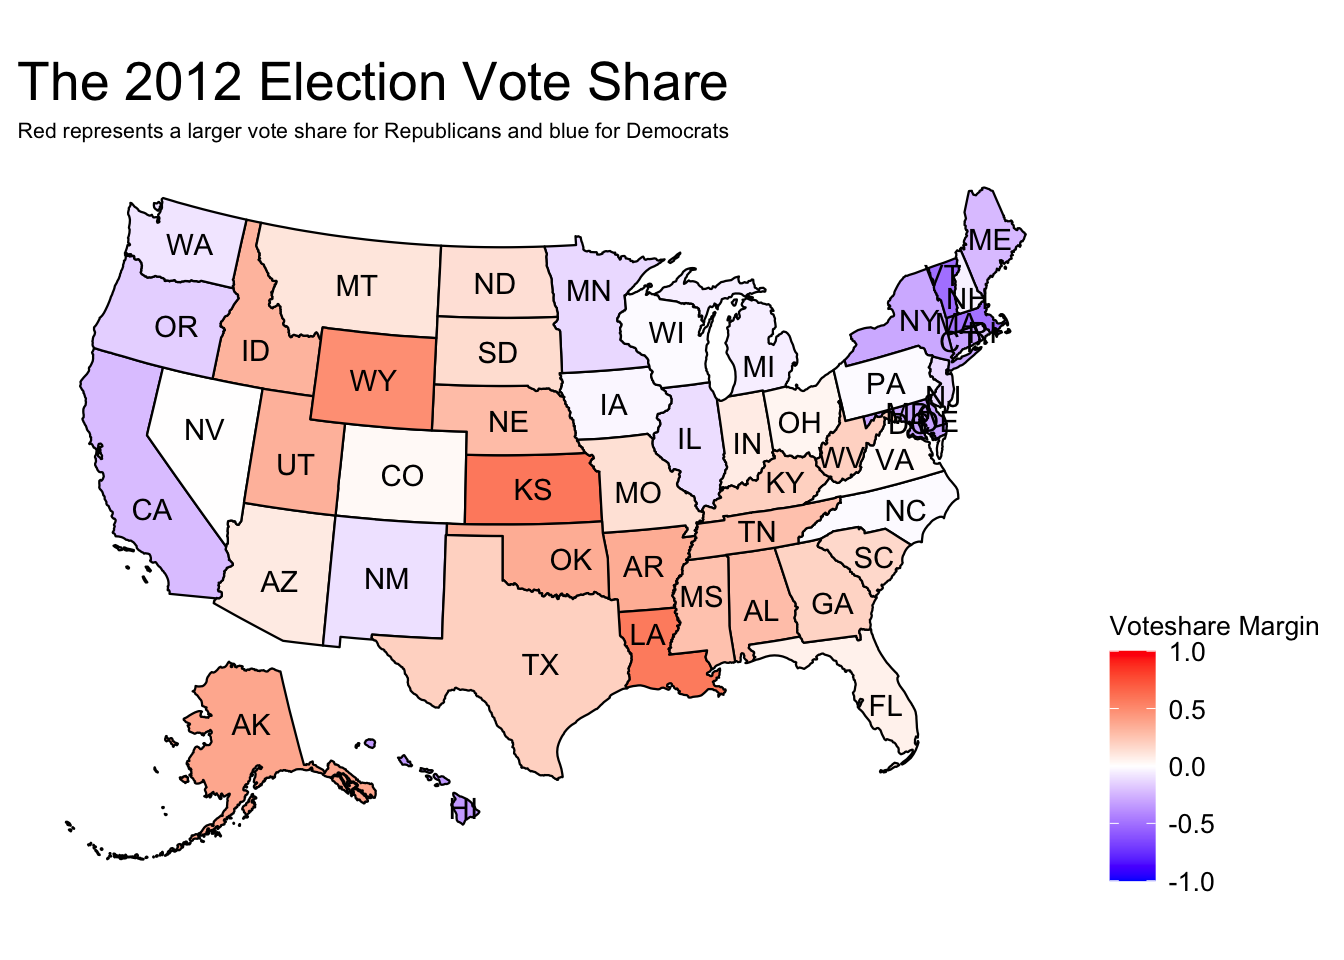 The 2012 Election Vote Share
Red represents a larger vote share for Republicans and blue for Democrats
WA
ME
VT
MT
ND
MN
NH
OR
NY
MA
RI
WI
CT
ID
SD
MI
WY
PA
NJ
IA
NE
OH
MD
DE
DC
NV
IL
IN
UT
CO
WV
VA
KS
MO
KY
CA
NC
TN
OK
AR
SC
AZ
NM
MS
AL
GA
LA
TX
FL
AK
HI
Voteshare Margin
1.0
0.5
0.0
-0.5
-1.0